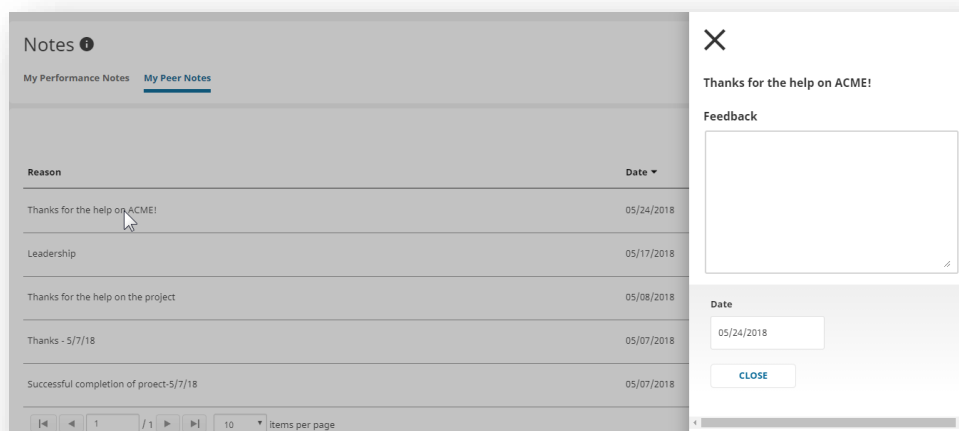 Notes
My Performance Notes My Peer Notes
Reason Date
Thanks for the help on ACME! 05/24/2018
Leadership 05/17/2018
Thanks for the help on the project 05/08/2018
Thanks - 5/7/18 05/07/2018
Successful completion of proect-5/7/18 05/07/2018
1 / 1 10 items per page
Thanks for the help on ACME!
Feedback
Date
05/24/2018
CLOSE